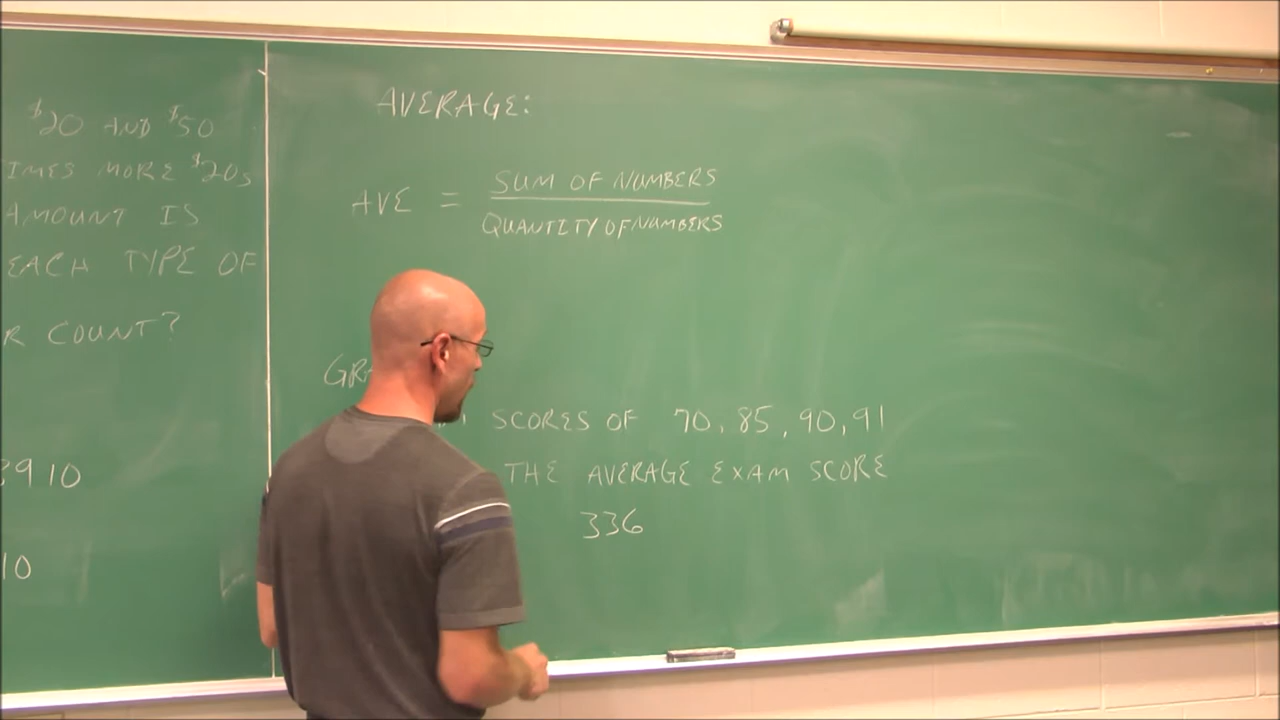 $20 AND $50
IMES MORE $20s
AMOUNT IS
EACH TYPE OF
R COUNT?
3910
10
AVERAGE:
AVE = SUM OF NUMBERS
QUANTITY OF NUMBERS
GRA
SCORES OF 70, 85, 90, 91
THE AVERAGE EXAM SCORE
336